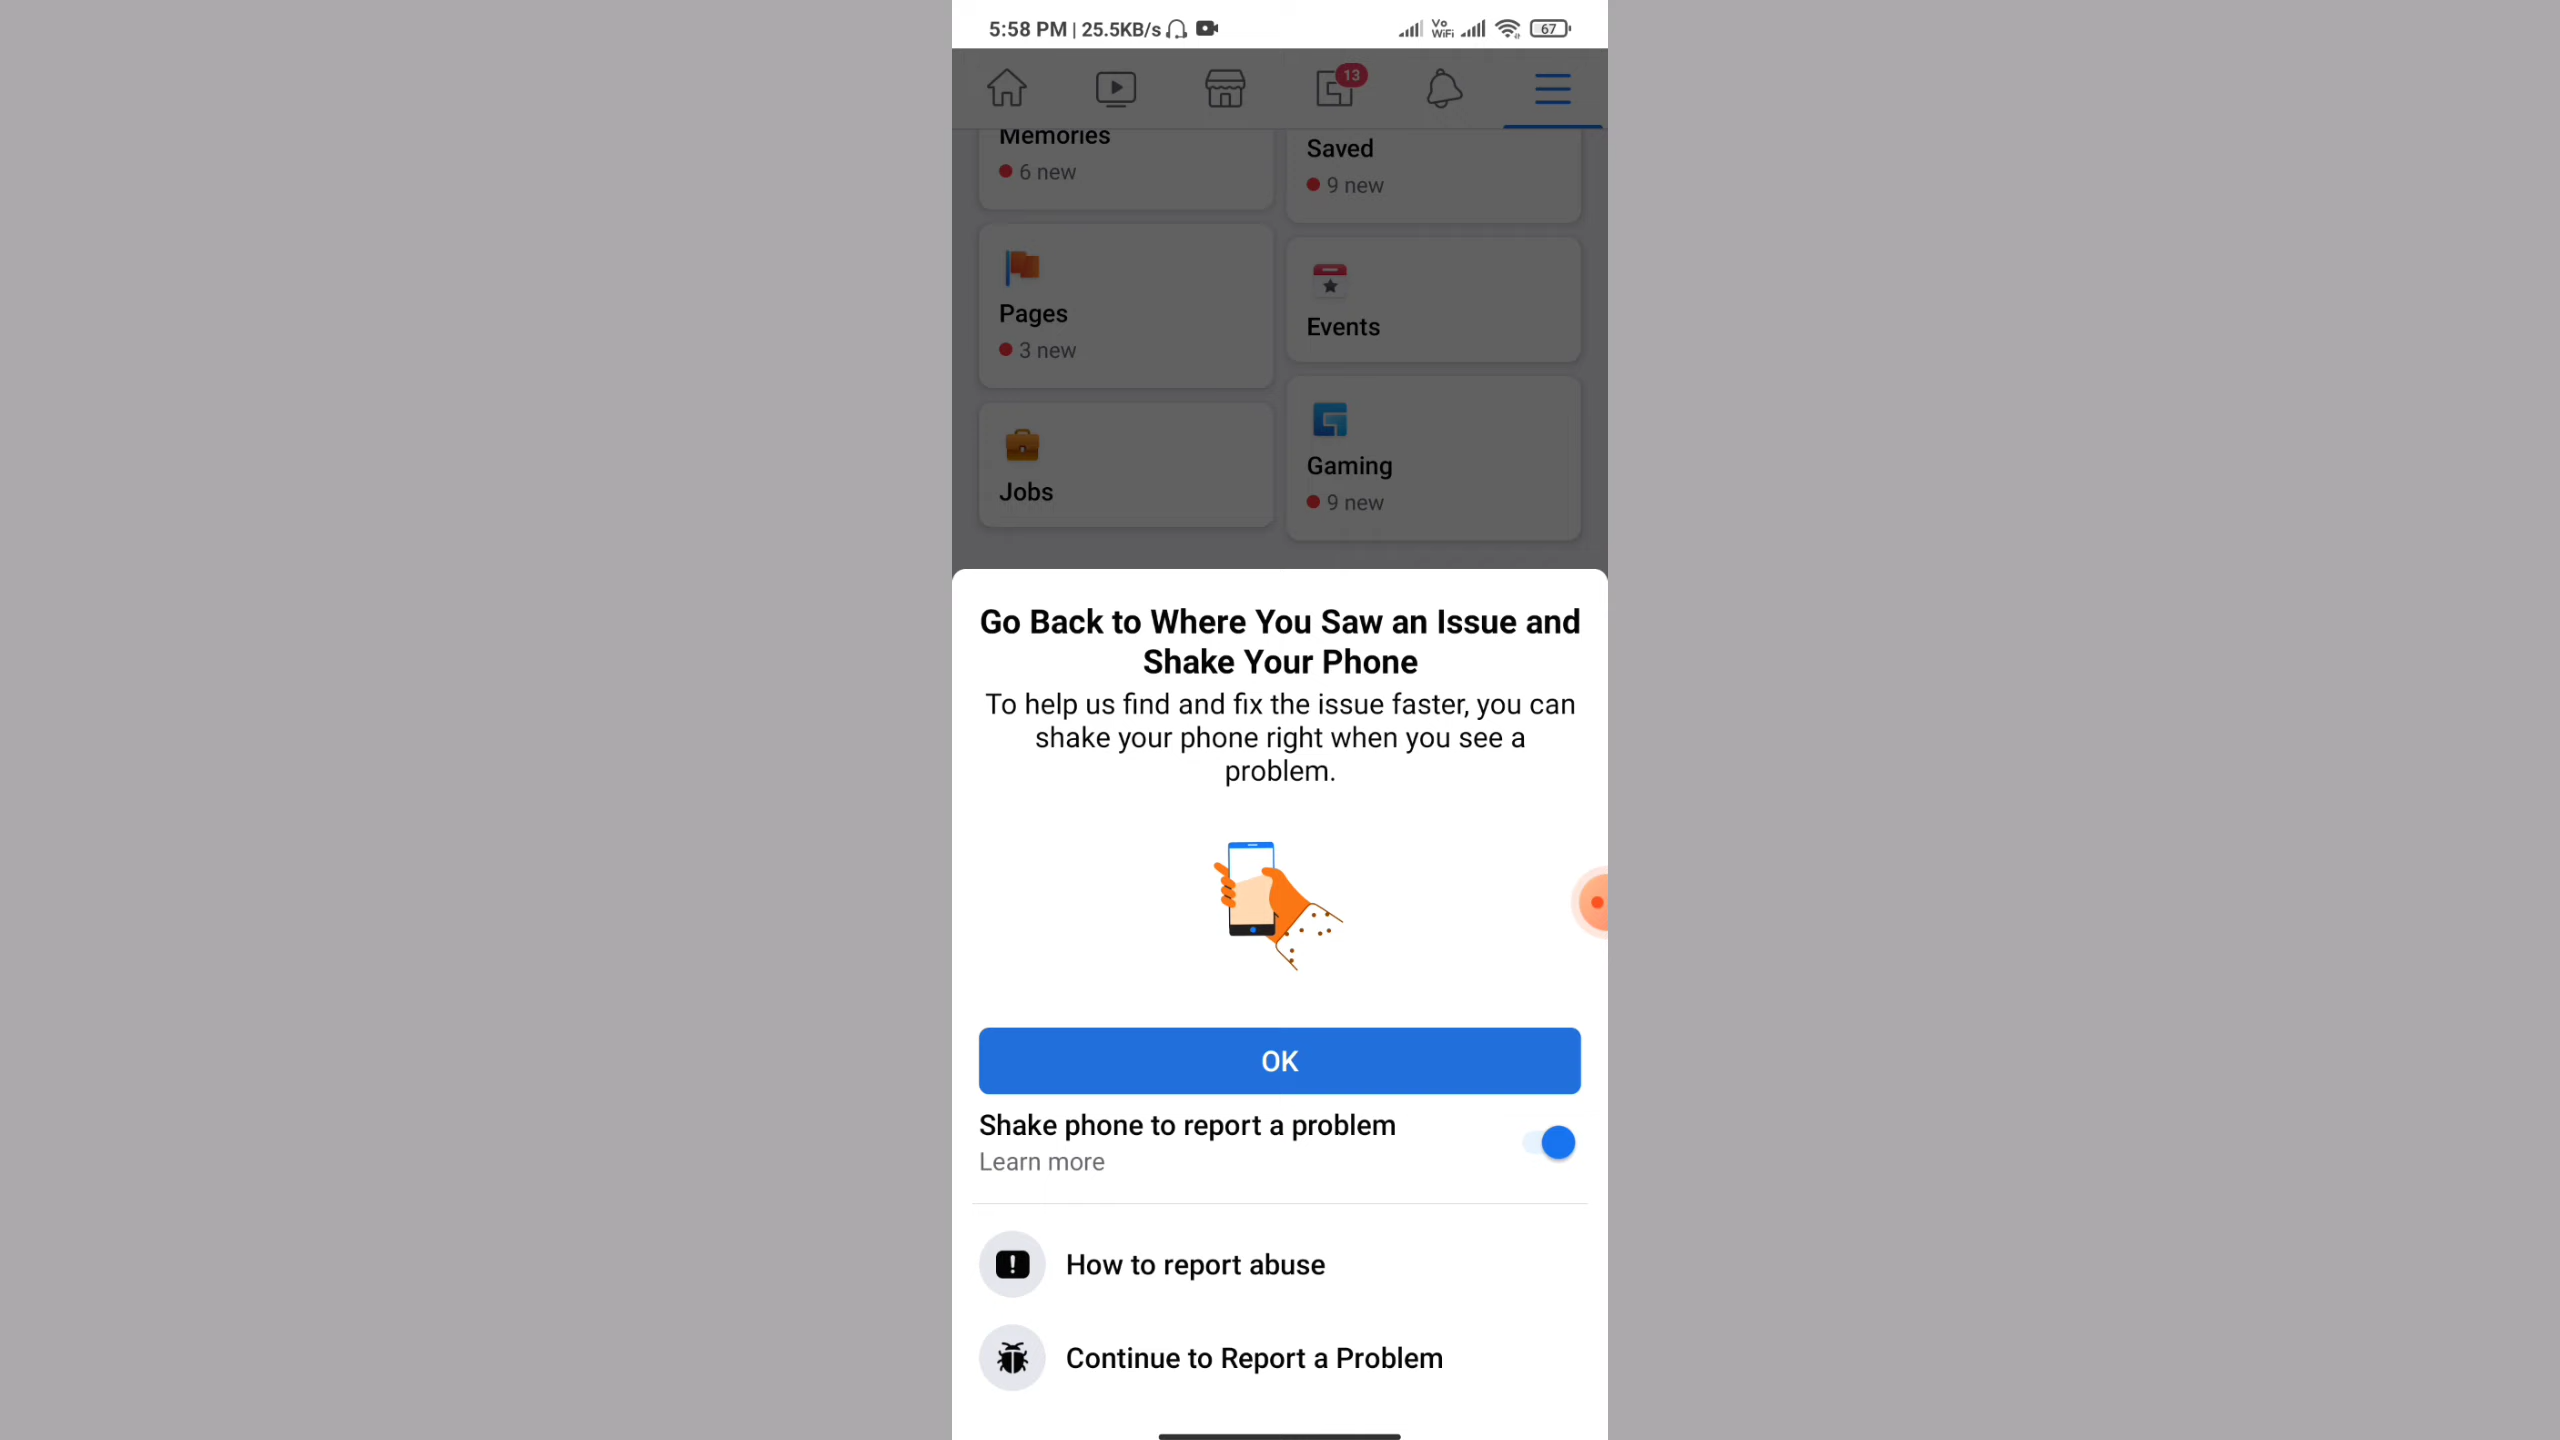 5:58 PM | 25.5KB/s
Vo
WiFi
67
13
Memories
6 new
Saved
9 new
Pages
3 new
Events
Jobs
Gaming
9 new
Go Back to Where You Saw an Issue and
Shake Your Phone
To help us find and fix the issue faster, you can
shake your phone right when you see a
problem.
OK
Shake phone to report a problem
Learn more
How to report abuse
Continue to Report a Problem